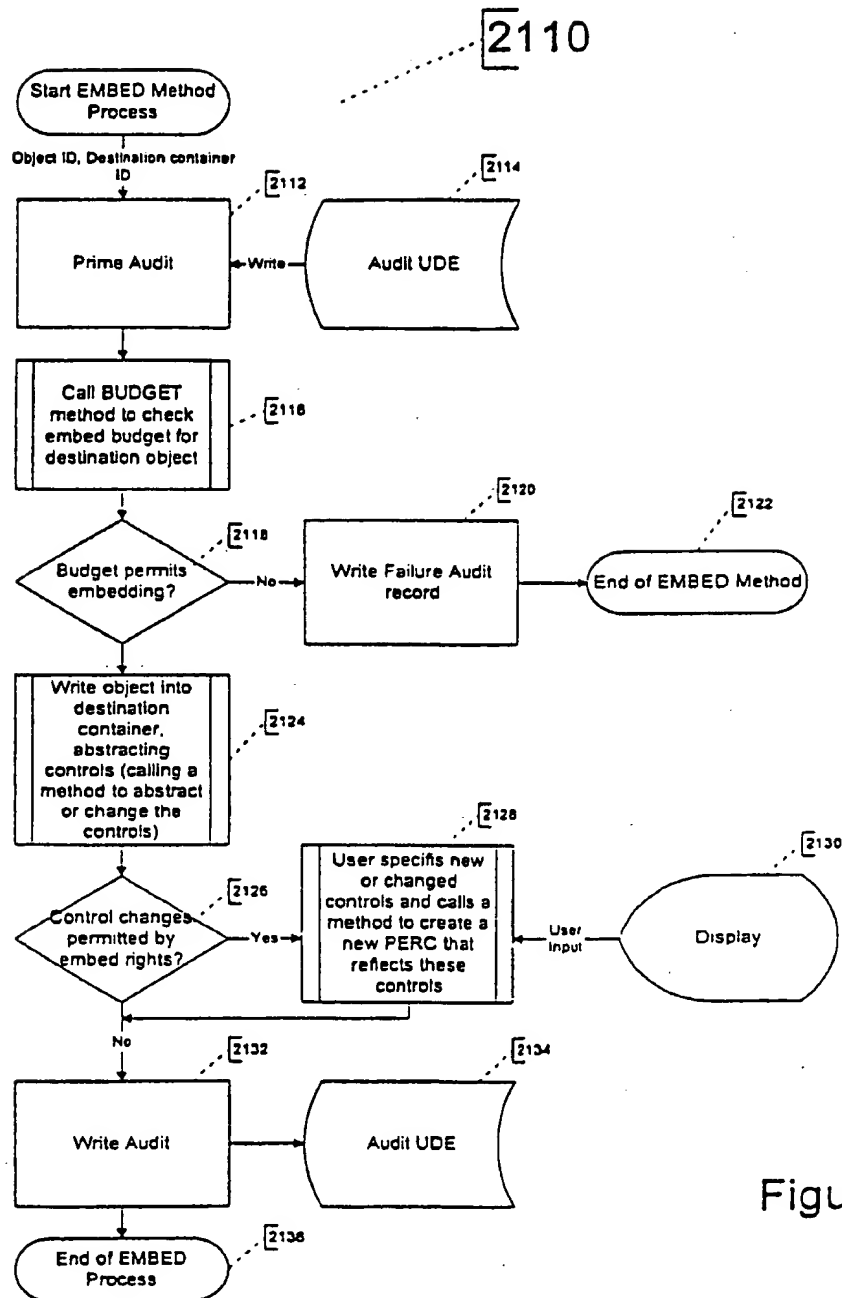 2110
Start EMBED Method
Process
Object ID, Destination container
ID
2112
2114
Prime Audit
Write
Audit UDE
Call BUDGET
method to check
embed budget for
destination object
2116
2118
Budget permits
embedding?
No
2120
Write Failure Audit
record
2122
End of EMBED Method
Write object into
destination
container,
abstracting
controls (calling a
method to abstract
or change the
controls)
2124
2126
Control changes
permitted by
embed rights?
Yes
2128
User specifis new
or changed
controls and calls a
method to create a
new PERC that
reflects these
controls
User
Input
2130
Display
No
2132
2134
Write Audit
Audit UDE
Figu
End of EMBED
Process
2136